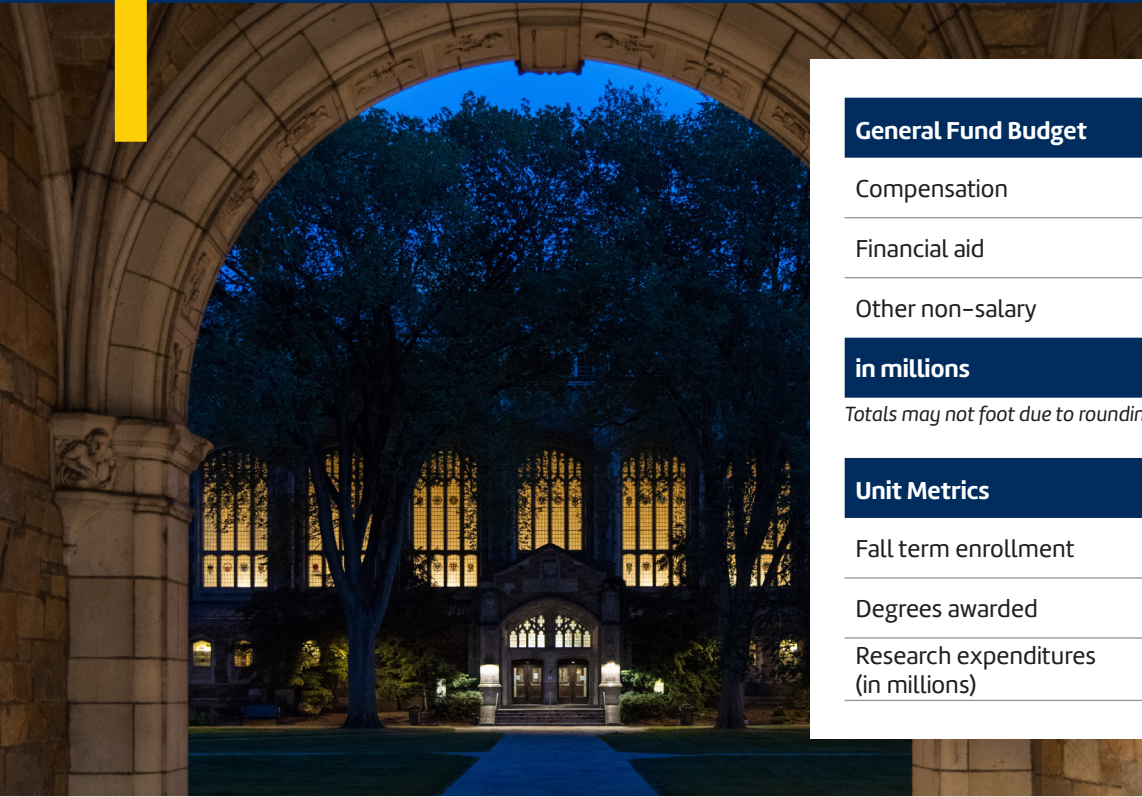 General Fund Budget
Compensation
Financial aid
Other non-salary
in millions
Totals may not foot due to roundin
Unit Metrics
Fall term enrollment
Degrees awarded
Research expenditures
(in millions)